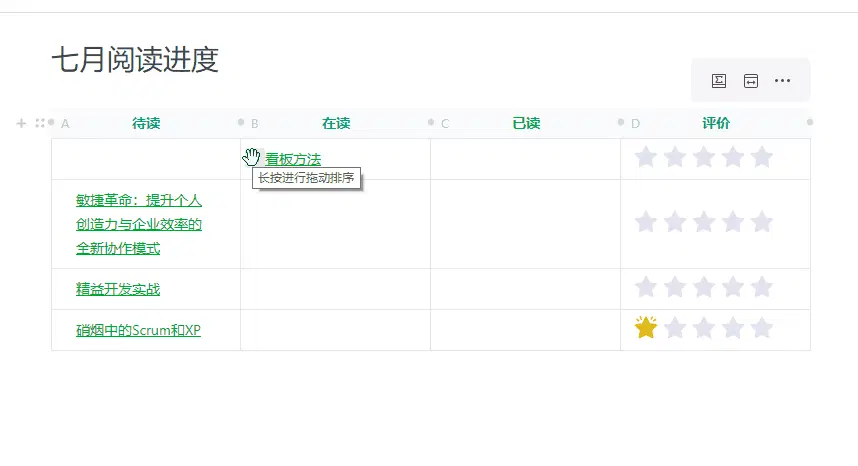 七月阅读进度
A 待读 B 在读 C 已读 D 评价
看板方法
长按进行拖动排序
敏捷革命：提升个人
创造力与企业效率的
全新协作模式
精益开发实战
硝烟中的Scrum和XP